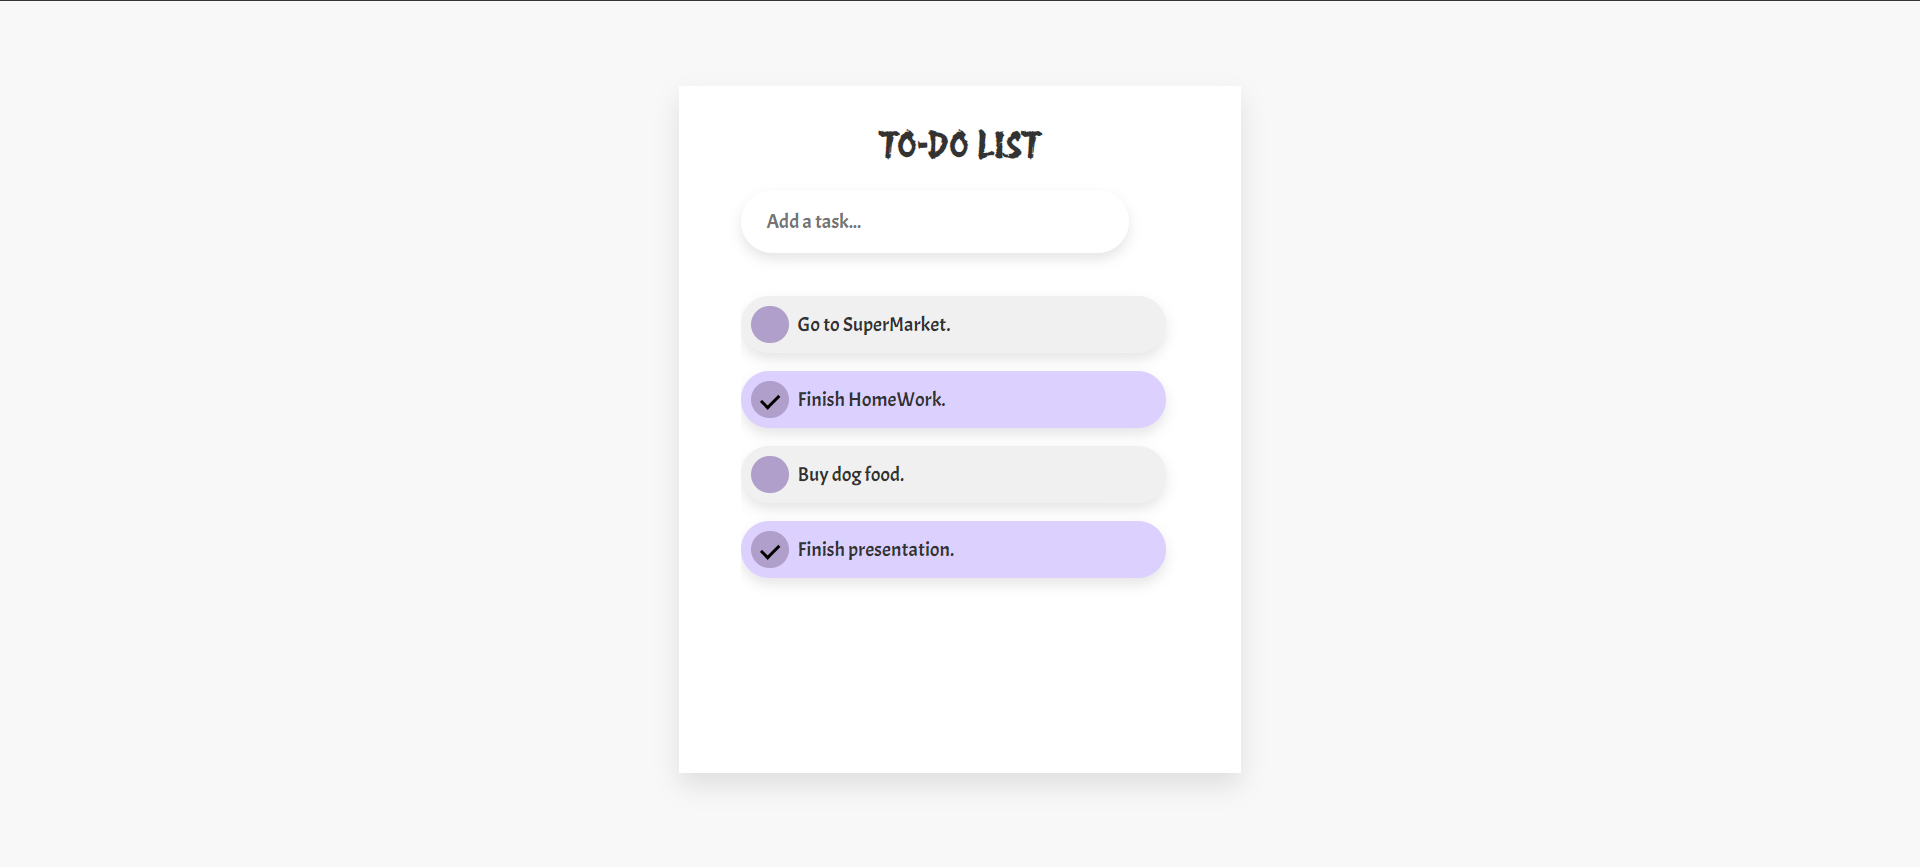 TO-DO LIST
Add a task...
Go to SuperMarket.
Finish HomeWork.
Buy dog food.
Finish presentation.